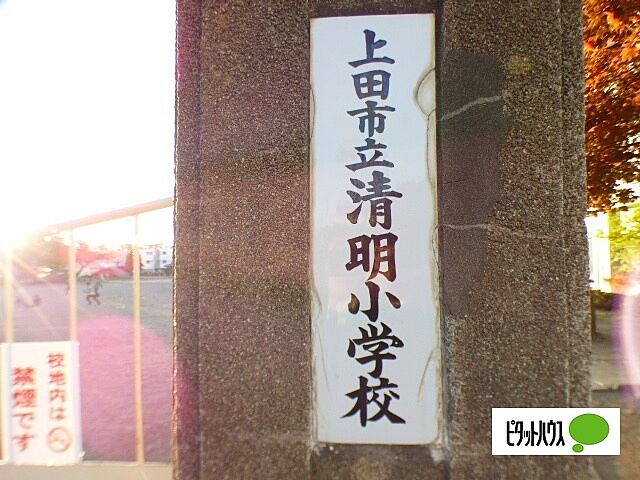 上田市立清明小学校
校地内は
禁煙です
ピタットハウス